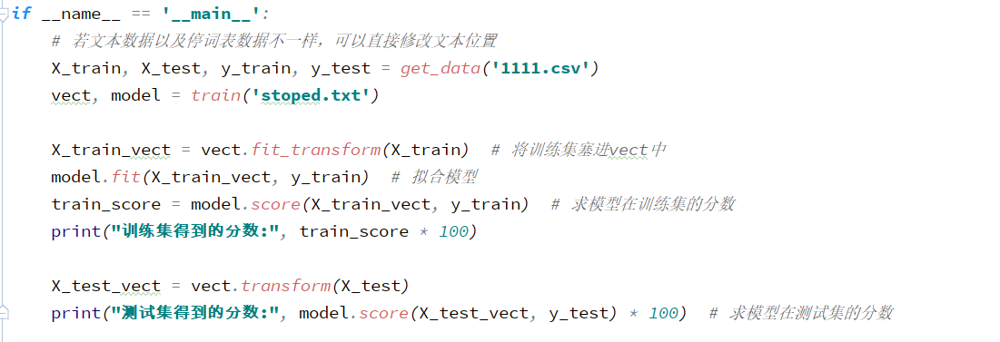 if __name__ == '__main__':
    # 若文本数据以及停词表数据不一样，可以直接修改文本位置
    X_train, X_test, y_train, y_test = get_data('1111.csv')
    vect, model = train('stoped.txt')

    X_train_vect = vect.fit_transform(X_train)  # 将训练集塞进vect中
    model.fit(X_train_vect, y_train)  # 拟合模型
    train_score = model.score(X_train_vect, y_train)  # 求模型在训练集的分数
    print("训练集得到的分数:", train_score * 100)

    X_test_vect = vect.transform(X_test)
    print("测试集得到的分数:", model.score(X_test_vect, y_test) * 100)  # 求模型在测试集的分数